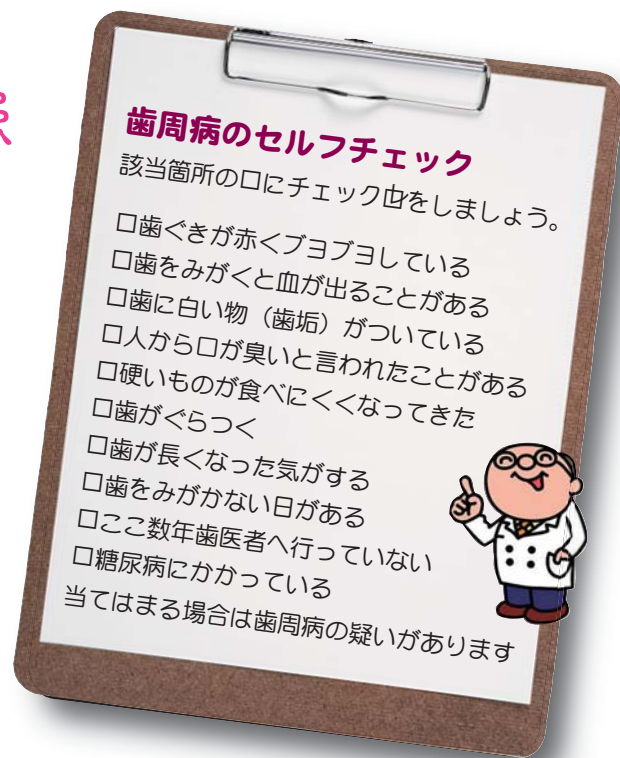 歯周病のセルフチェック
該当箇所の□にチェック☑をしましょう。
□歯ぐきが赤くブヨブヨしている
□歯をみがくと血が出ることがある
□歯に白い物（歯垢）がついている
□人から口が臭いと言われたことがある
□硬いものが食べにくくなってきた
□歯がぐらつく
□歯が長くなった気がする
□歯をみがかない日がある
□ここ数年歯医者へ行っていない
□糖尿病にかかっている
当てはまる場合は歯周病の疑いがあります